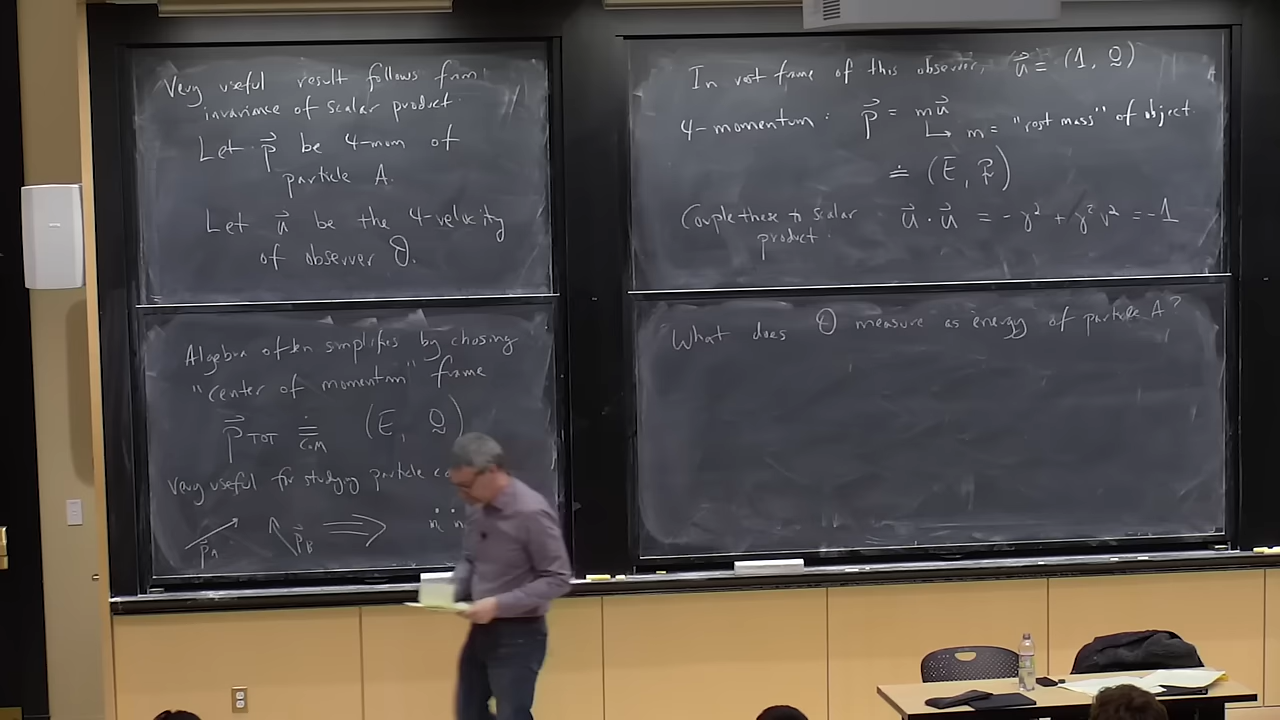 Very useful result follows from
invariance of scalar product.
Let p⃗ be 4-mom of
particle A.
Let u⃗ be the 4-velocity
of observer O.
Algebra often simplifies by chosing
"center of momentum" frame
p⃗ TOT ≐ CoM (E, 0)
Very useful for studying particle
p⃗A p⃗B ⇒
In rest frame of this observer, u⃗ = (1, 0)
4-momentum: p⃗ = mu⃗
↳ m = "rest mass" of object.
≐ (E, p)
Couple these to scalar
product: u⃗ · u⃗ = -γ² + γ²v² = -1
What does O measure as energy of particle A?